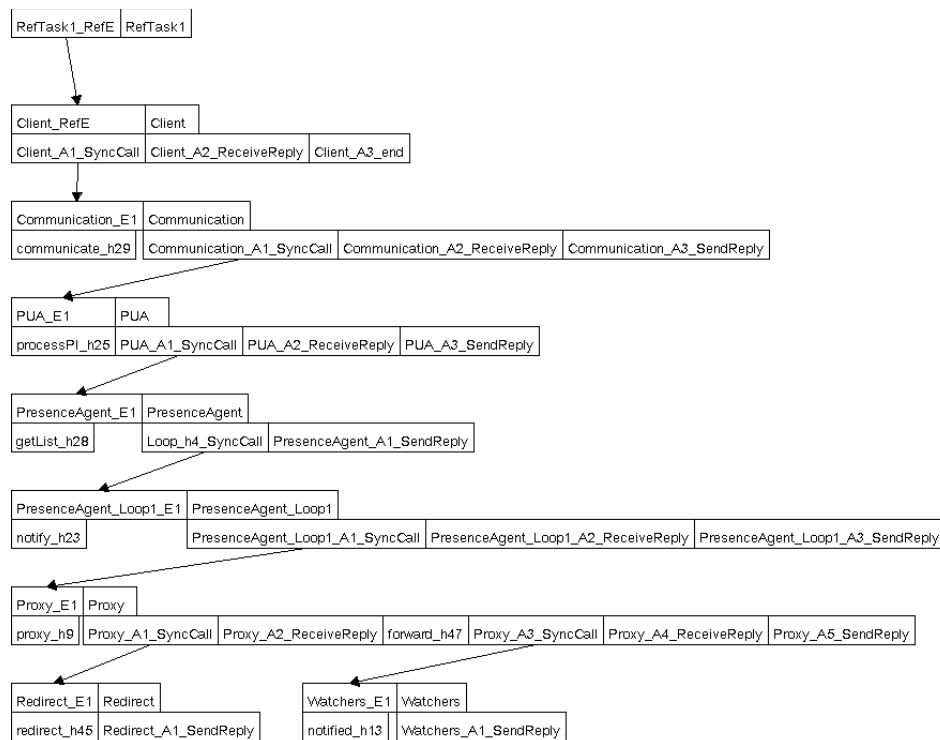 RefTask1_RefE RefTask1
Client_RefE Client
Client_A1_SyncCall Client_A2_ReceiveReply Client_A3_end
Communication_E1 Communication
communicate_h29 Communication_A1_SyncCall Communication_A2_ReceiveReply Communication_A3_SendReply
PUA_E1 PUA
processPI_h25 PUA_A1_SyncCall PUA_A2_ReceiveReply PUA_A3_SendReply
PresenceAgent_E1 PresenceAgent
getList_h28 Loop_h4_SyncCall PresenceAgent_A1_SendReply
PresenceAgent_Loop1_E1 PresenceAgent_Loop1
notify_h23 PresenceAgent_Loop1_A1_SyncCall PresenceAgent_Loop1_A2_ReceiveReply PresenceAgent_Loop1_A3_SendReply
Proxy_E1 Proxy
proxy_h9 Proxy_A1_SyncCall Proxy_A2_ReceiveReply forward_h47 Proxy_A3_SyncCall Proxy_A4_ReceiveReply Proxy_A5_SendReply
Redirect_E1 Redirect Watchers_E1 Watchers
redirect_h45 Redirect_A1_SendReply notified_h13 Watchers_A1_SendReply